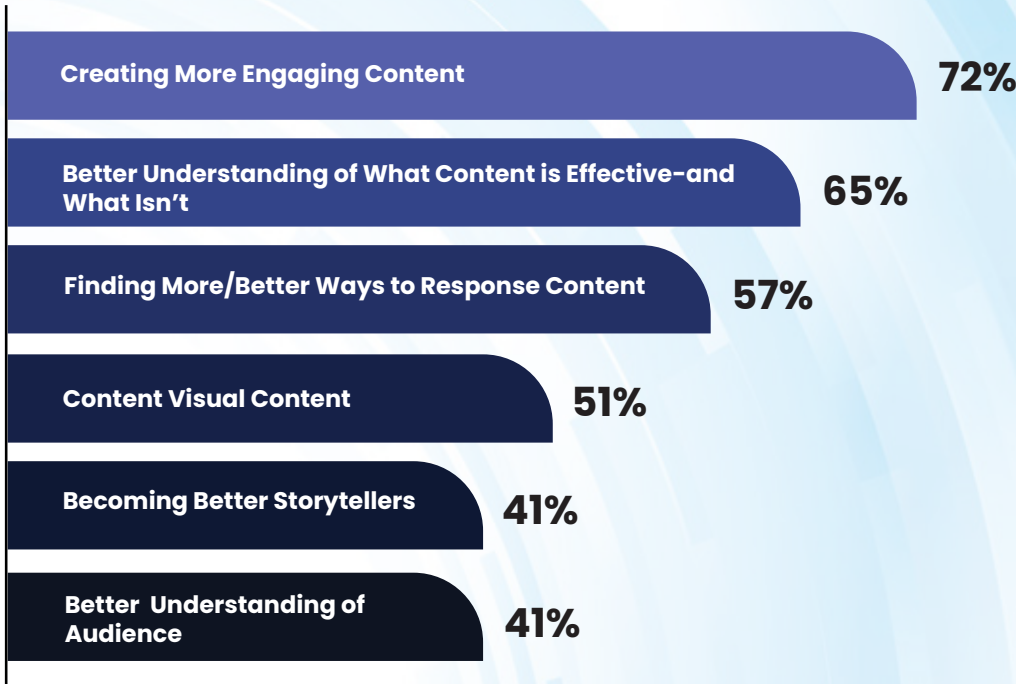 Creating More Engaging Content
72%
Better Understanding of What Content is Effective-and
What Isn't
65%
Finding More/Better Ways to Response Content
57%
Content Visual Content
51%
Becoming Better Storytellers
41%
Better Understanding of
Audience
41%